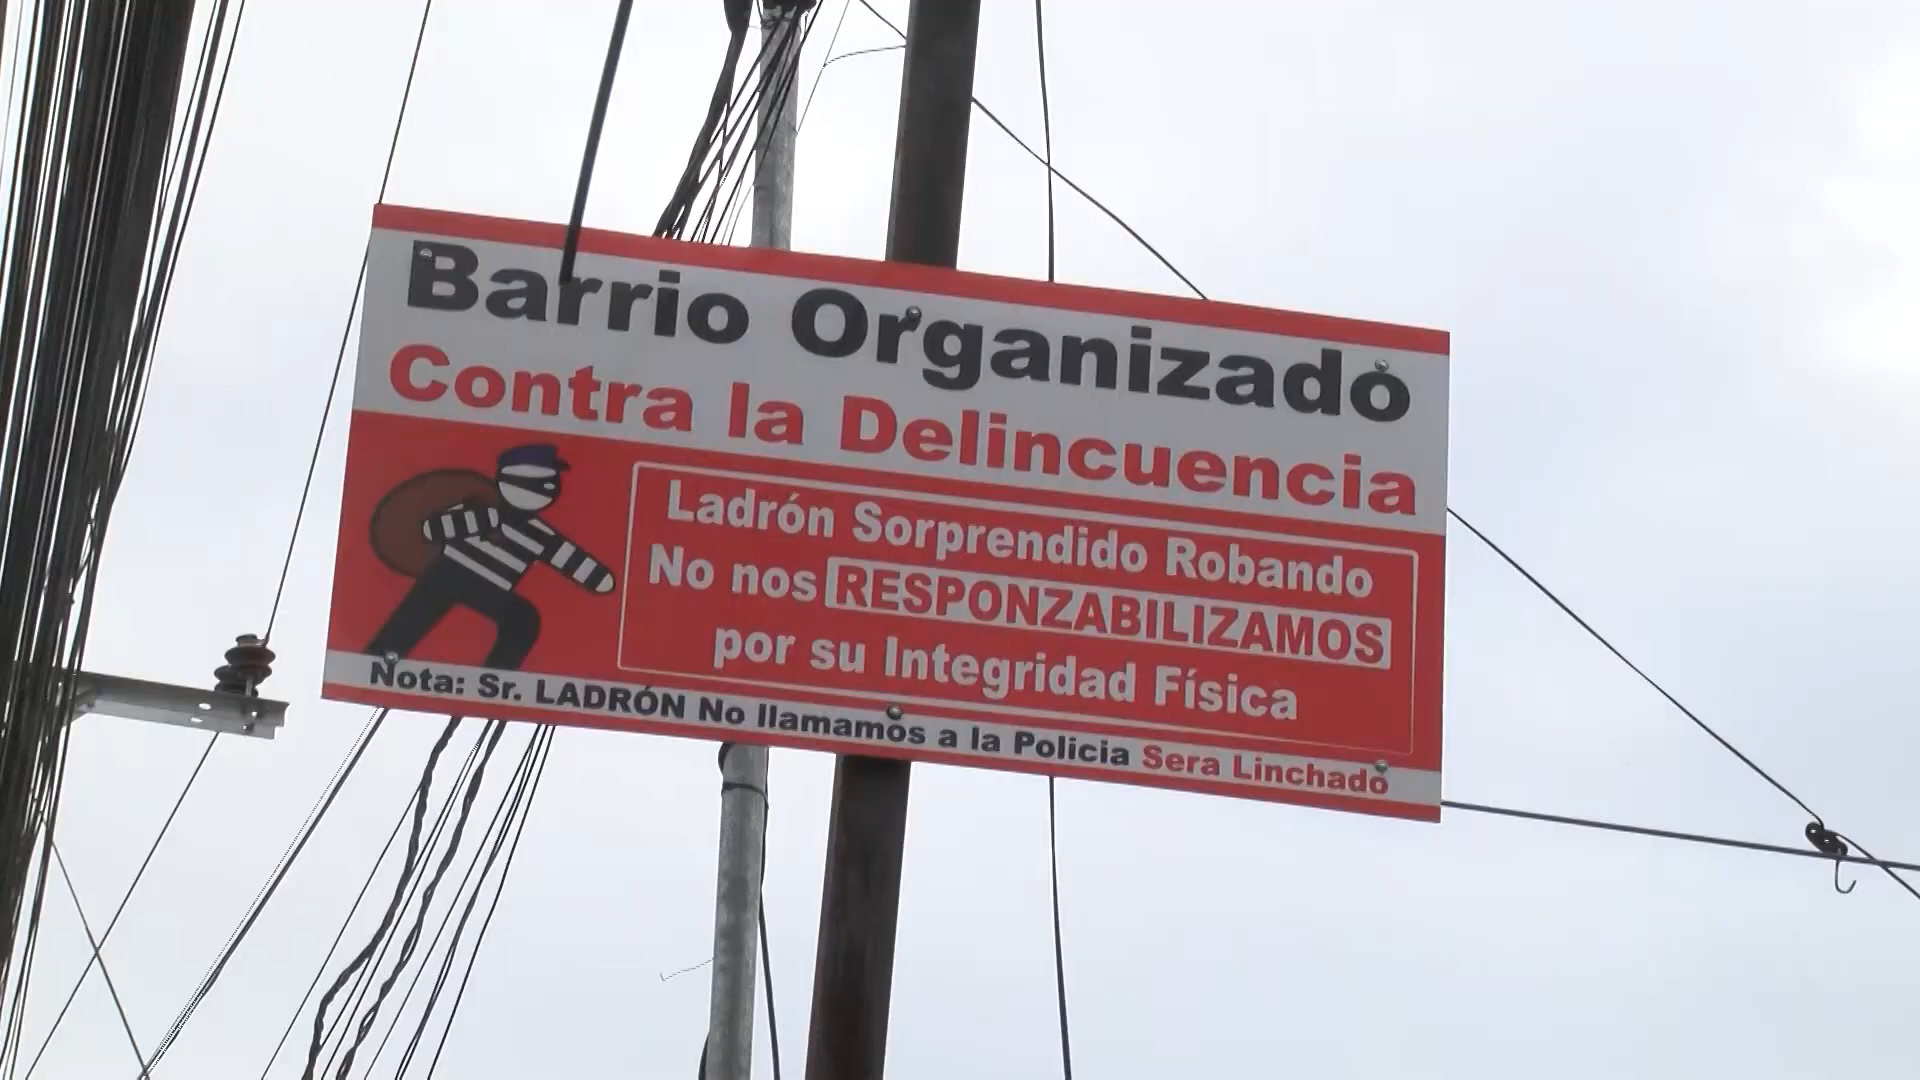 Barrio Organizado
Contra la Delincuencia
Ladrón Sorprendido Robando
No nos RESPONZABILIZAMOS
por su Integridad Física
Nota: Sr. LADRÓN No llamamos a la Policia Sera Linchado